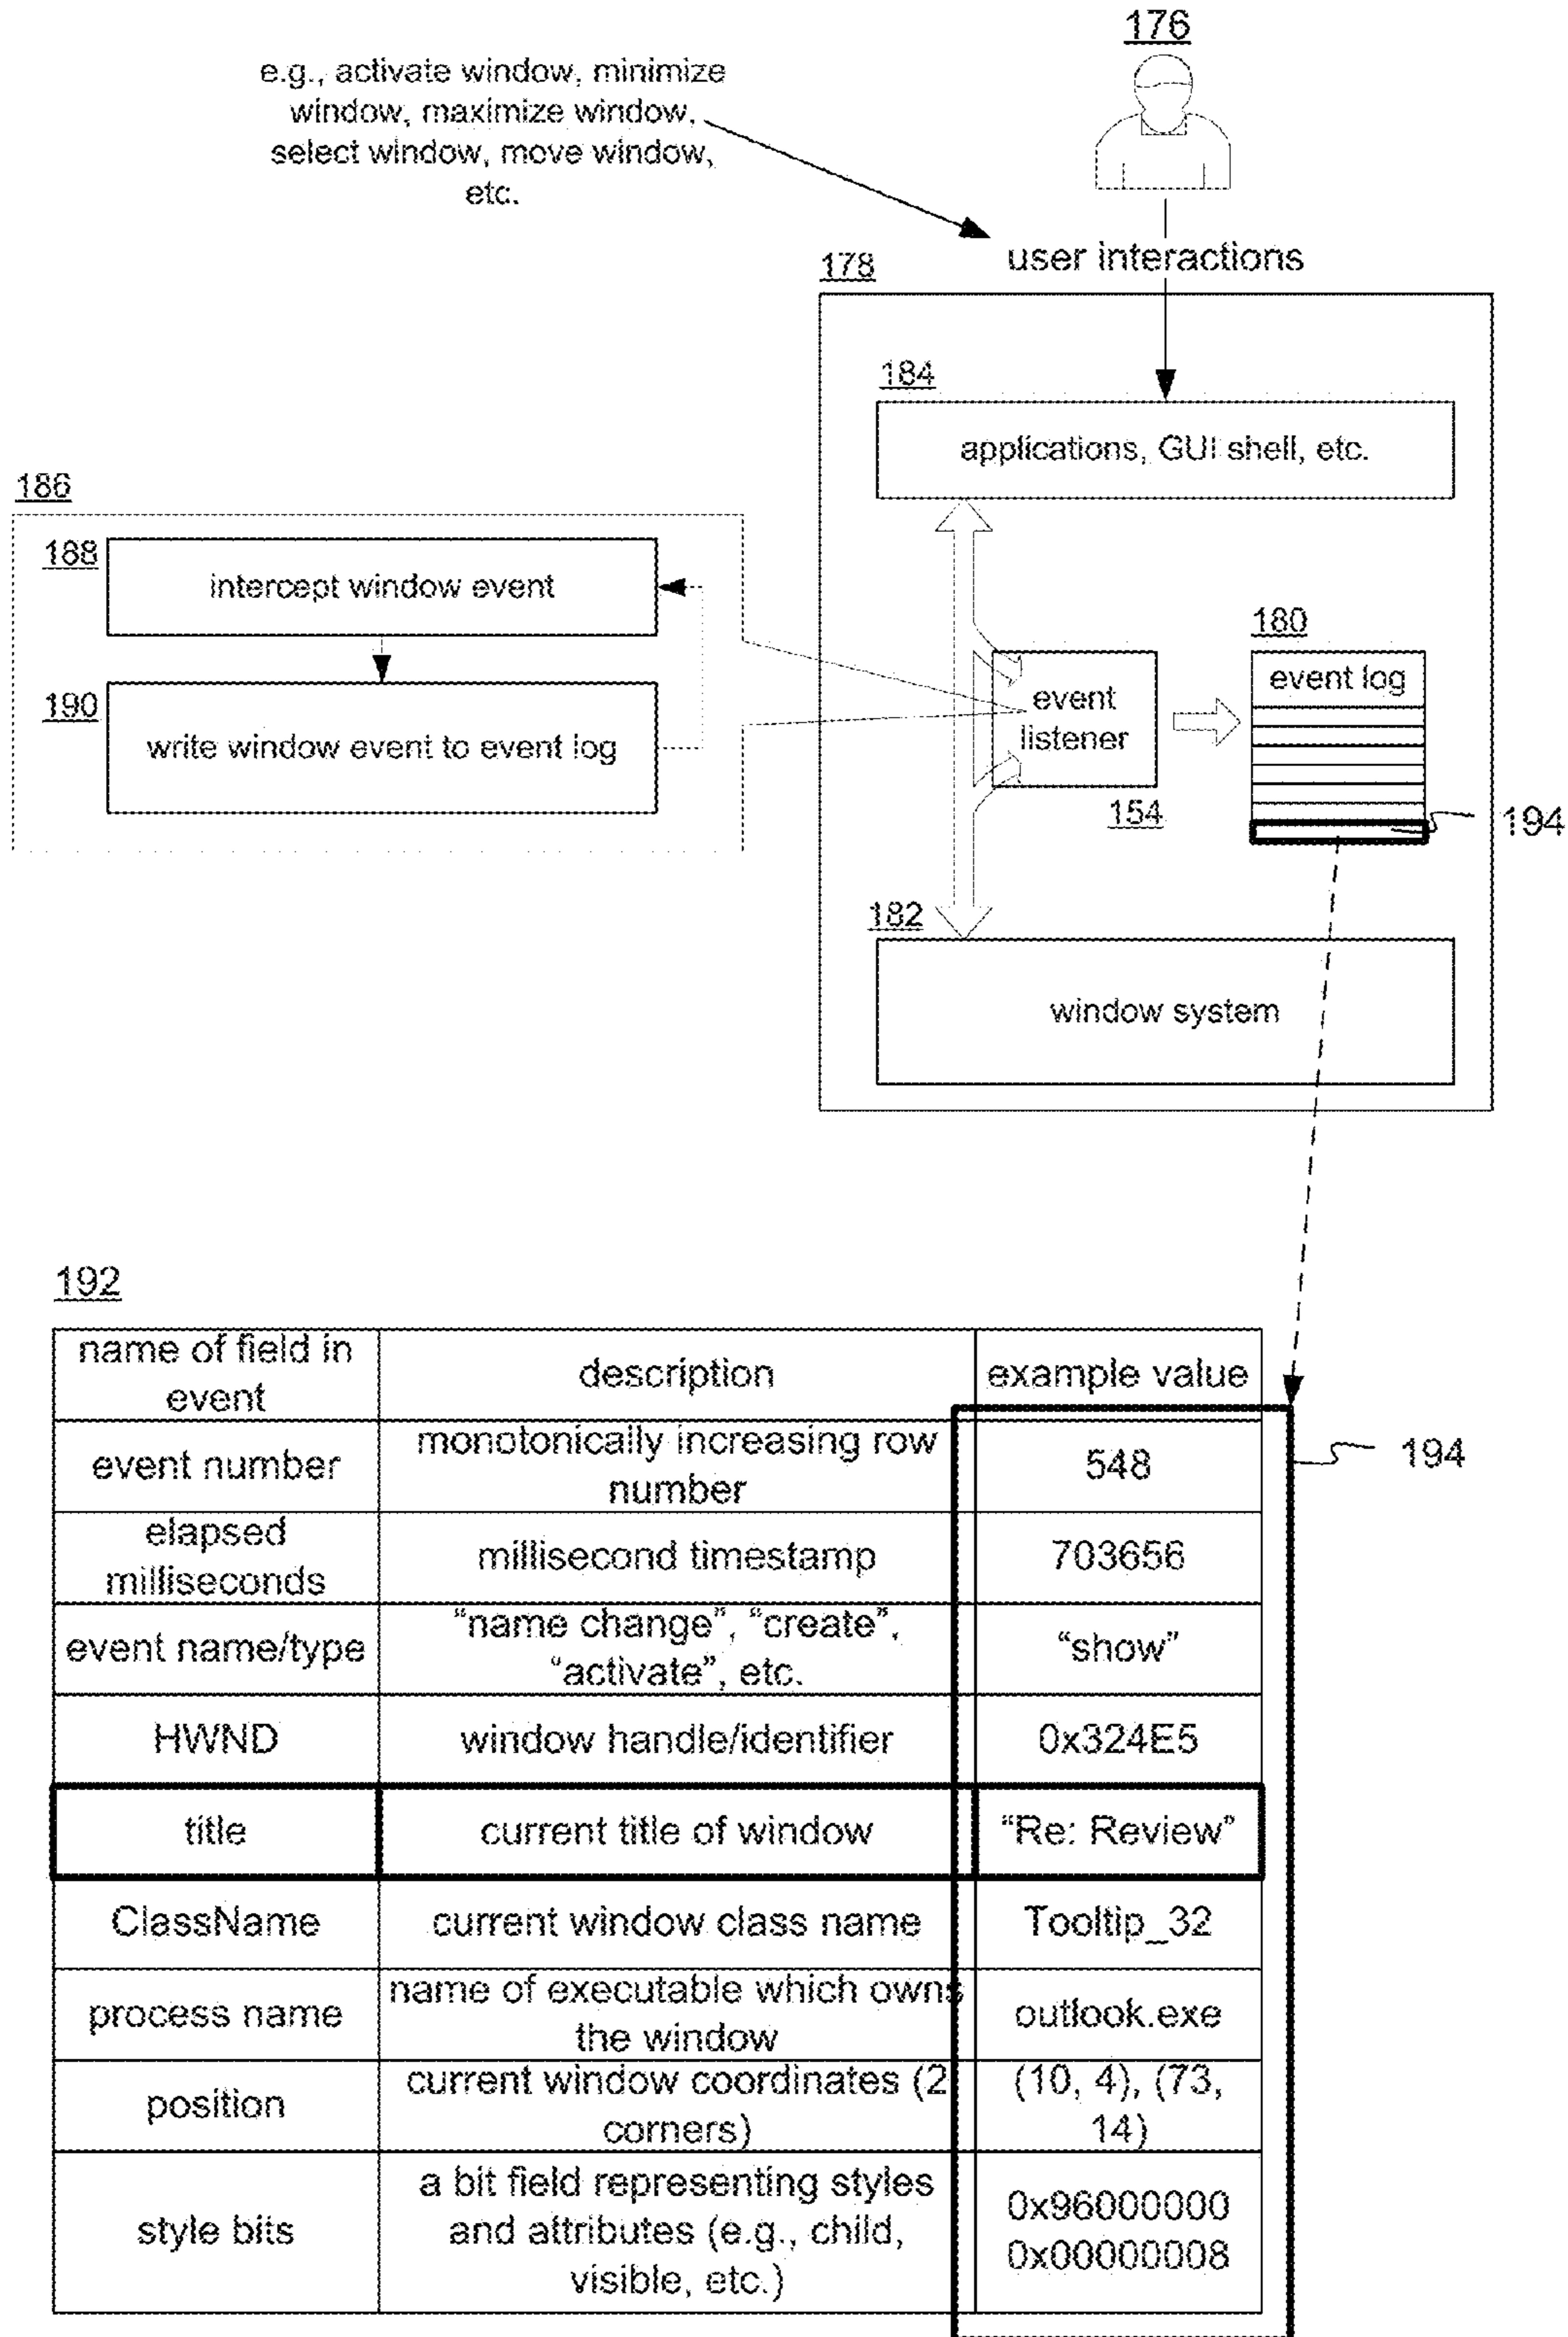 176
e.g., activate window, minimize
window, maximize window,
select window, move window,
etc.
user interactions
178
184
applications, GUI shell, etc.
186
188
intercept window event
190
write window event to event log
event
listener
154
180
event log
194
182
window system
192
name of field in
event
description
example value
event number
monotonically increasing row
number
548
194
elapsed
milliseconds
millisecond timestamp
703656
event name/type
“name change”, “create”,
“activate”, etc.
“show”
HWND
window handle/identifier
0x324E5
title
current title of window
“Re: Review”
ClassName
current window class name
Tooltip_32
process name
name of executable which owns
the window
outlook.exe
position
current window coordinates (2
corners)
(10, 4), (73,
14)
style bits
a bit field representing styles
and attributes (e.g., child,
visible, etc.)
0x96000000
0x00000008